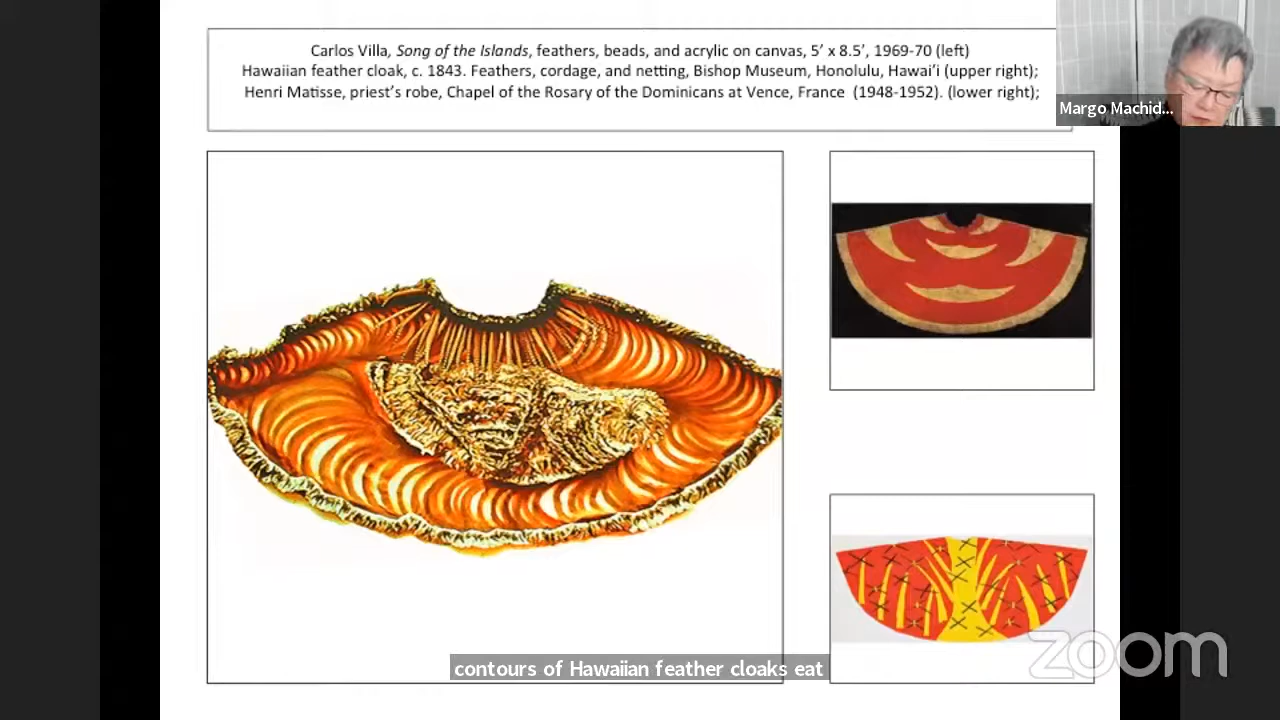 Carlos Villa, Song of the Islands, feathers, beads, and acrylic on canvas, 5’ x 8.5’, 1969-70 (left)
Hawaiian feather cloak, c. 1843. Feathers, cordage, and netting, Bishop Museum, Honolulu, Hawai’i (upper right);
Henri Matisse, priest’s robe, Chapel of the Rosary of the Dominicans at Vence, France (1948-1952). (lower right);
Margo Machid...
contours of Hawaiian feather cloaks eat
zoom